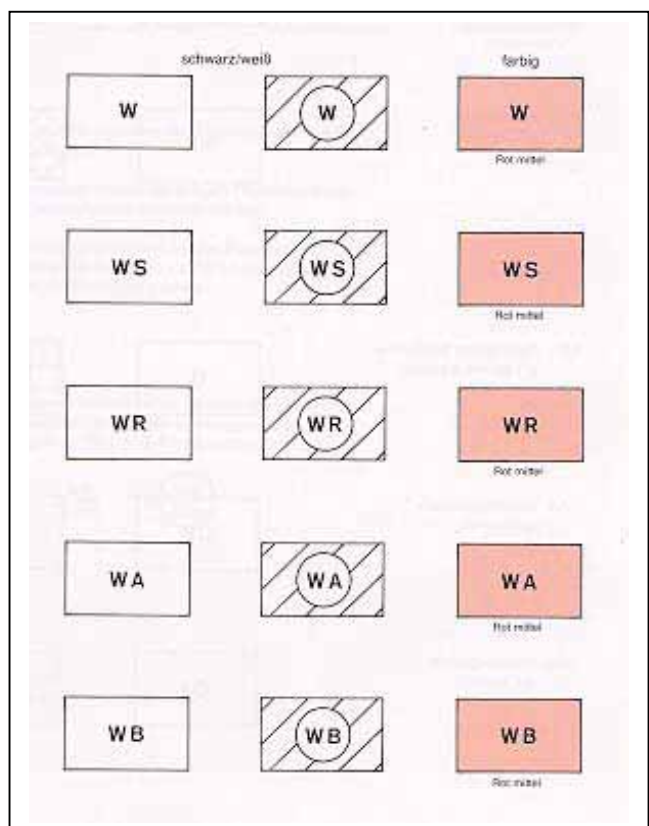 schwarz/weiß farbig
W W W
Rot mittel
WS WS WS
Rot mittel
WR WR WR
Rot mittel
WA WA WA
Rot mittel
WB WB WB
Rot mittel